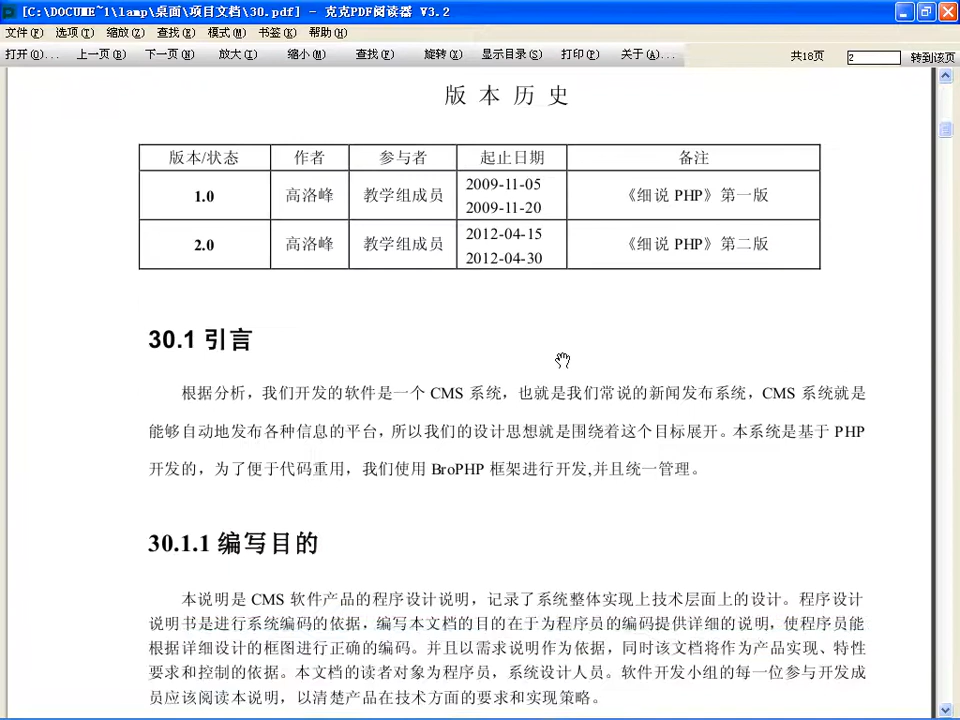 [C:\DOCUME~1\lamp\桌面\项目文档\30.pdf] - 克克PDF阅读器 V3.2
文件(F) 选项(T) 缩放(Z) 查找(F) 模式(M) 书签(K) 帮助(H)
打开(O)... 上一页(B) 下一页(N) 放大(I) 缩小(M) 查找(F) 旋转(X) 显示目录(S) 打印(P) 关于(A)... 共18页 2 转到该页
版 本 历 史
版本/状态 作者 参与者 起止日期 备注
1.0 高洛峰 教学组成员 2009-11-05 2009-11-20 《细说 PHP》第一版
2.0 高洛峰 教学组成员 2012-04-15 2012-04-30 《细说 PHP》第二版
30.1 引言
根据分析，我们开发的软件是一个 CMS 系统，也就是我们常说的新闻发布系统，CMS 系统就是
能够自动地发布各种信息的平台，所以我们的设计思想就是围绕着这个目标展开。本系统是基于 PHP
开发的，为了便于代码重用，我们使用 BroPHP 框架进行开发,并且统一管理。
30.1.1 编写目的
本说明是 CMS 软件产品的程序设计说明，记录了系统整体实现上技术层面上的设计。程序设计
说明书是进行系统编码的依据，编写本文档的目的在于为程序员的编码提供详细的说明，使程序员能
根据详细设计的框图进行正确的编码。并且以需求说明作为依据，同时该文档将作为产品实现、特性
要求和控制的依据。本文档的读者对象为程序员，系统设计人员。软件开发小组的每一位参与开发成
员应该阅读本说明，以清楚产品在技术方面的要求和实现策略。